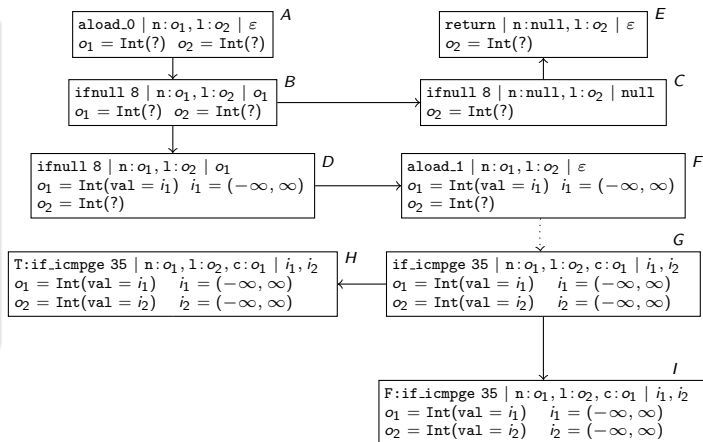 A
aload_0 | n:o₁, l:o₂ | ε
o₁ = Int(?) o₂ = Int(?)
E
return | n:null, l:o₂ | ε
o₂ = Int(?)
B
ifnull 8 | n:o₁, l:o₂ | o₁
o₁ = Int(?) o₂ = Int(?)
C
ifnull 8 | n:null, l:o₂ | null
o₂ = Int(?)
D
ifnull 8 | n:o₁, l:o₂ | o₁
o₁ = Int(val = i₁) i₁ = (−∞, ∞)
o₂ = Int(?)
F
aload_1 | n:o₁, l:o₂ | ε
o₁ = Int(val = i₁) i₁ = (−∞, ∞)
o₂ = Int(?)
H
T:if_icmpge 35 | n:o₁, l:o₂, c:o₁ | i₁, i₂
o₁ = Int(val = i₁) i₁ = (−∞, ∞)
o₂ = Int(val = i₂) i₂ = (−∞, ∞)
G
if_icmpge 35 | n:o₁, l:o₂, c:o₁ | i₁, i₂
o₁ = Int(val = i₁) i₁ = (−∞, ∞)
o₂ = Int(val = i₂) i₂ = (−∞, ∞)
I
F:if_icmpge 35 | n:o₁, l:o₂, c:o₁ | i₁, i₂
o₁ = Int(val = i₁) i₁ = (−∞, ∞)
o₂ = Int(val = i₂) i₂ = (−∞, ∞)